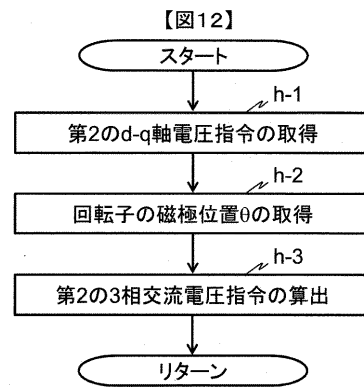 【図12】
スタート
h-1
第2のd-q軸電圧指令の取得
h-2
回転子の磁極位置θの取得
h-3
第2の3相交流電圧指令の算出
リターン